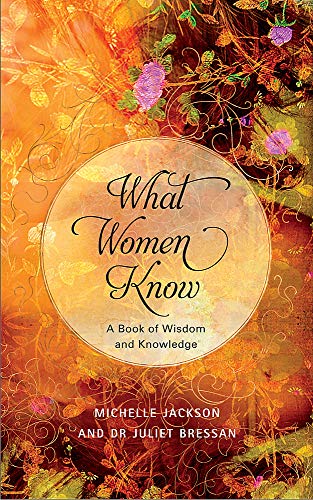 What
Women
Know
A Book of Wisdom
and Knowledge
MICHELLE JACKSON
AND DR JULIET BRESSAN